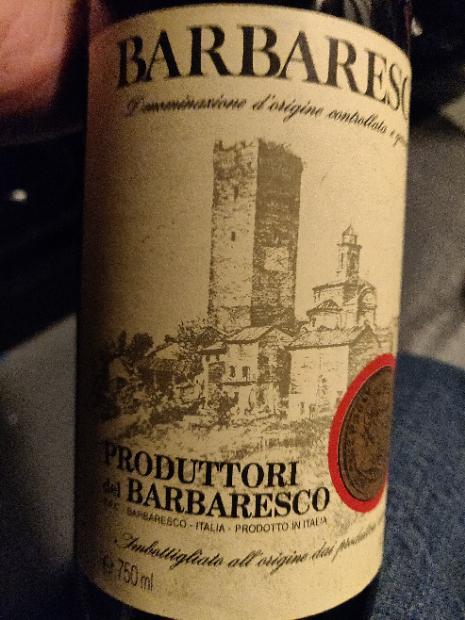 BARBARESC
Denominazione d'origine controllata e
PRODUTTORI
del BARBARESCO
BARBARESCO - ITALIA - PRODOTTO IN ITALIA
Imbottigliato all'origine dai produttori
e 750 ml